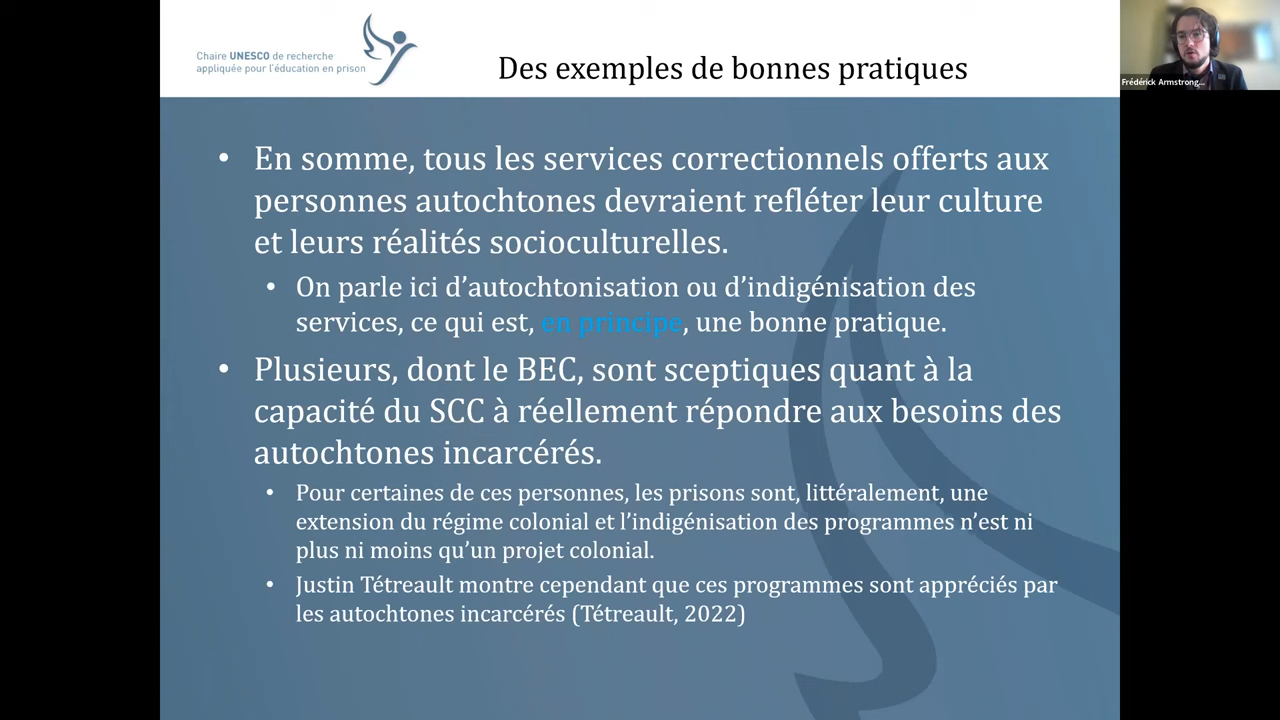 Chaire UNESCO de recherche
appliquée pour l'éducation en prison
Des exemples de bonnes pratiques
Frédérick Armstrong...
• En somme, tous les services correctionnels offerts aux
personnes autochtones devraient refléter leur culture
et leurs réalités socioculturelles.
• On parle ici d'autochtonisation ou d'indigénisation des
services, ce qui est, en principe, une bonne pratique.
• Plusieurs, dont le BEC, sont sceptiques quant à la
capacité du SCC à réellement répondre aux besoins des
autochtones incarcérés.
• Pour certaines de ces personnes, les prisons sont, littéralement, une
extension du régime colonial et l'indigénisation des programmes n'est ni
plus ni moins qu'un projet colonial.
• Justin Tétreault montre cependant que ces programmes sont appréciés par
les autochtones incarcérés (Tétreault, 2022)